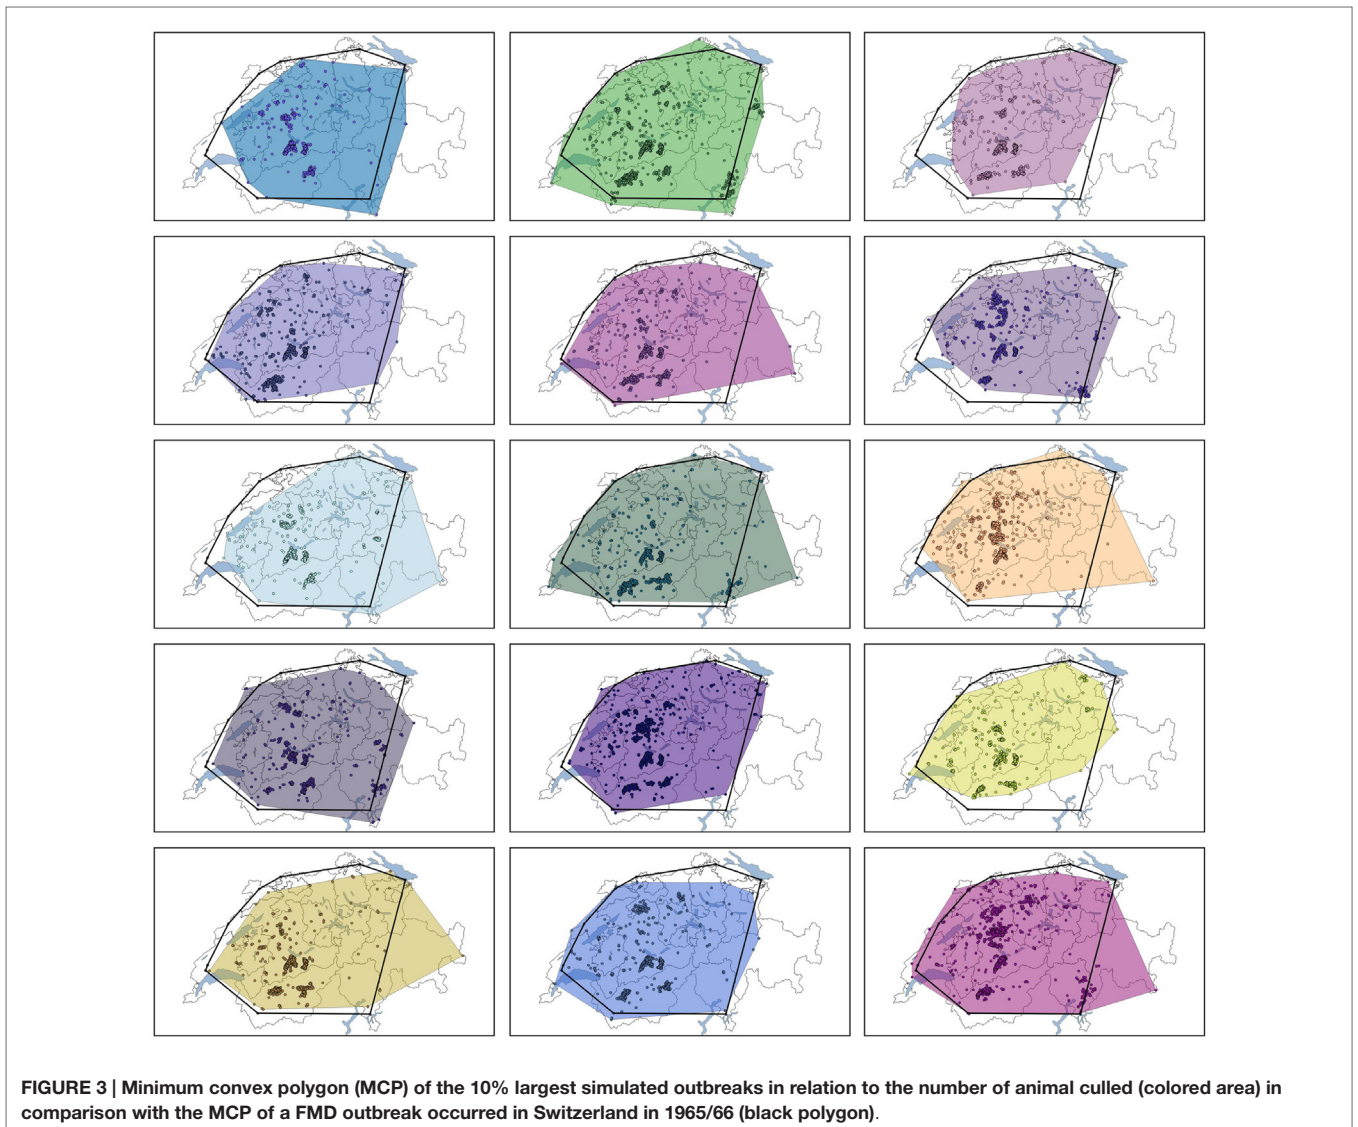 FIGURE 3 | Minimum convex polygon (MCP) of the 10% largest simulated outbreaks in relation to the number of animal culled (colored area) in
comparison with the MCP of a FMD outbreak occurred in Switzerland in 1965/66 (black polygon).